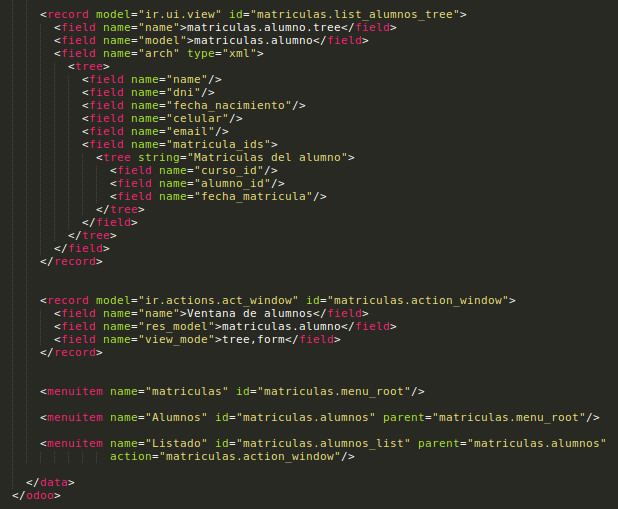 <record model="ir.ui.view" id="matriculas.list_alumnos_tree">
<field name="name">matriculas.alumno.tree</field>
<field name="model">matriculas.alumno</field>
<field name="arch" type="xml">
<tree>
<field name="name"/>
<field name="dni"/>
<field name="fecha_nacimiento"/>
<field name="celular"/>
<field name="email"/>
<field name="matricula_ids">
<tree string="Matriculas del alumno">
<field name="curso_id"/>
<field name="alumno_id"/>
<field name="fecha_matricula"/>
</tree>
</field>
</tree>
</field>
</record>
<record model="ir.actions.act_window" id="matriculas.action_window">
<field name="name">Ventana de alumnos</field>
<field name="res_model">matriculas.alumno</field>
<field name="view_mode">tree,form</field>
</record>
<menuitem name="matriculas" id="matriculas.menu_root"/>
<menuitem name="Alumnos" id="matriculas.alumnos" parent="matriculas.menu_root"/>
<menuitem name="Listado" id="matriculas.alumnos_list" parent="matriculas.alumnos"
action="matriculas.action_window"/>
</data>
</odoo>